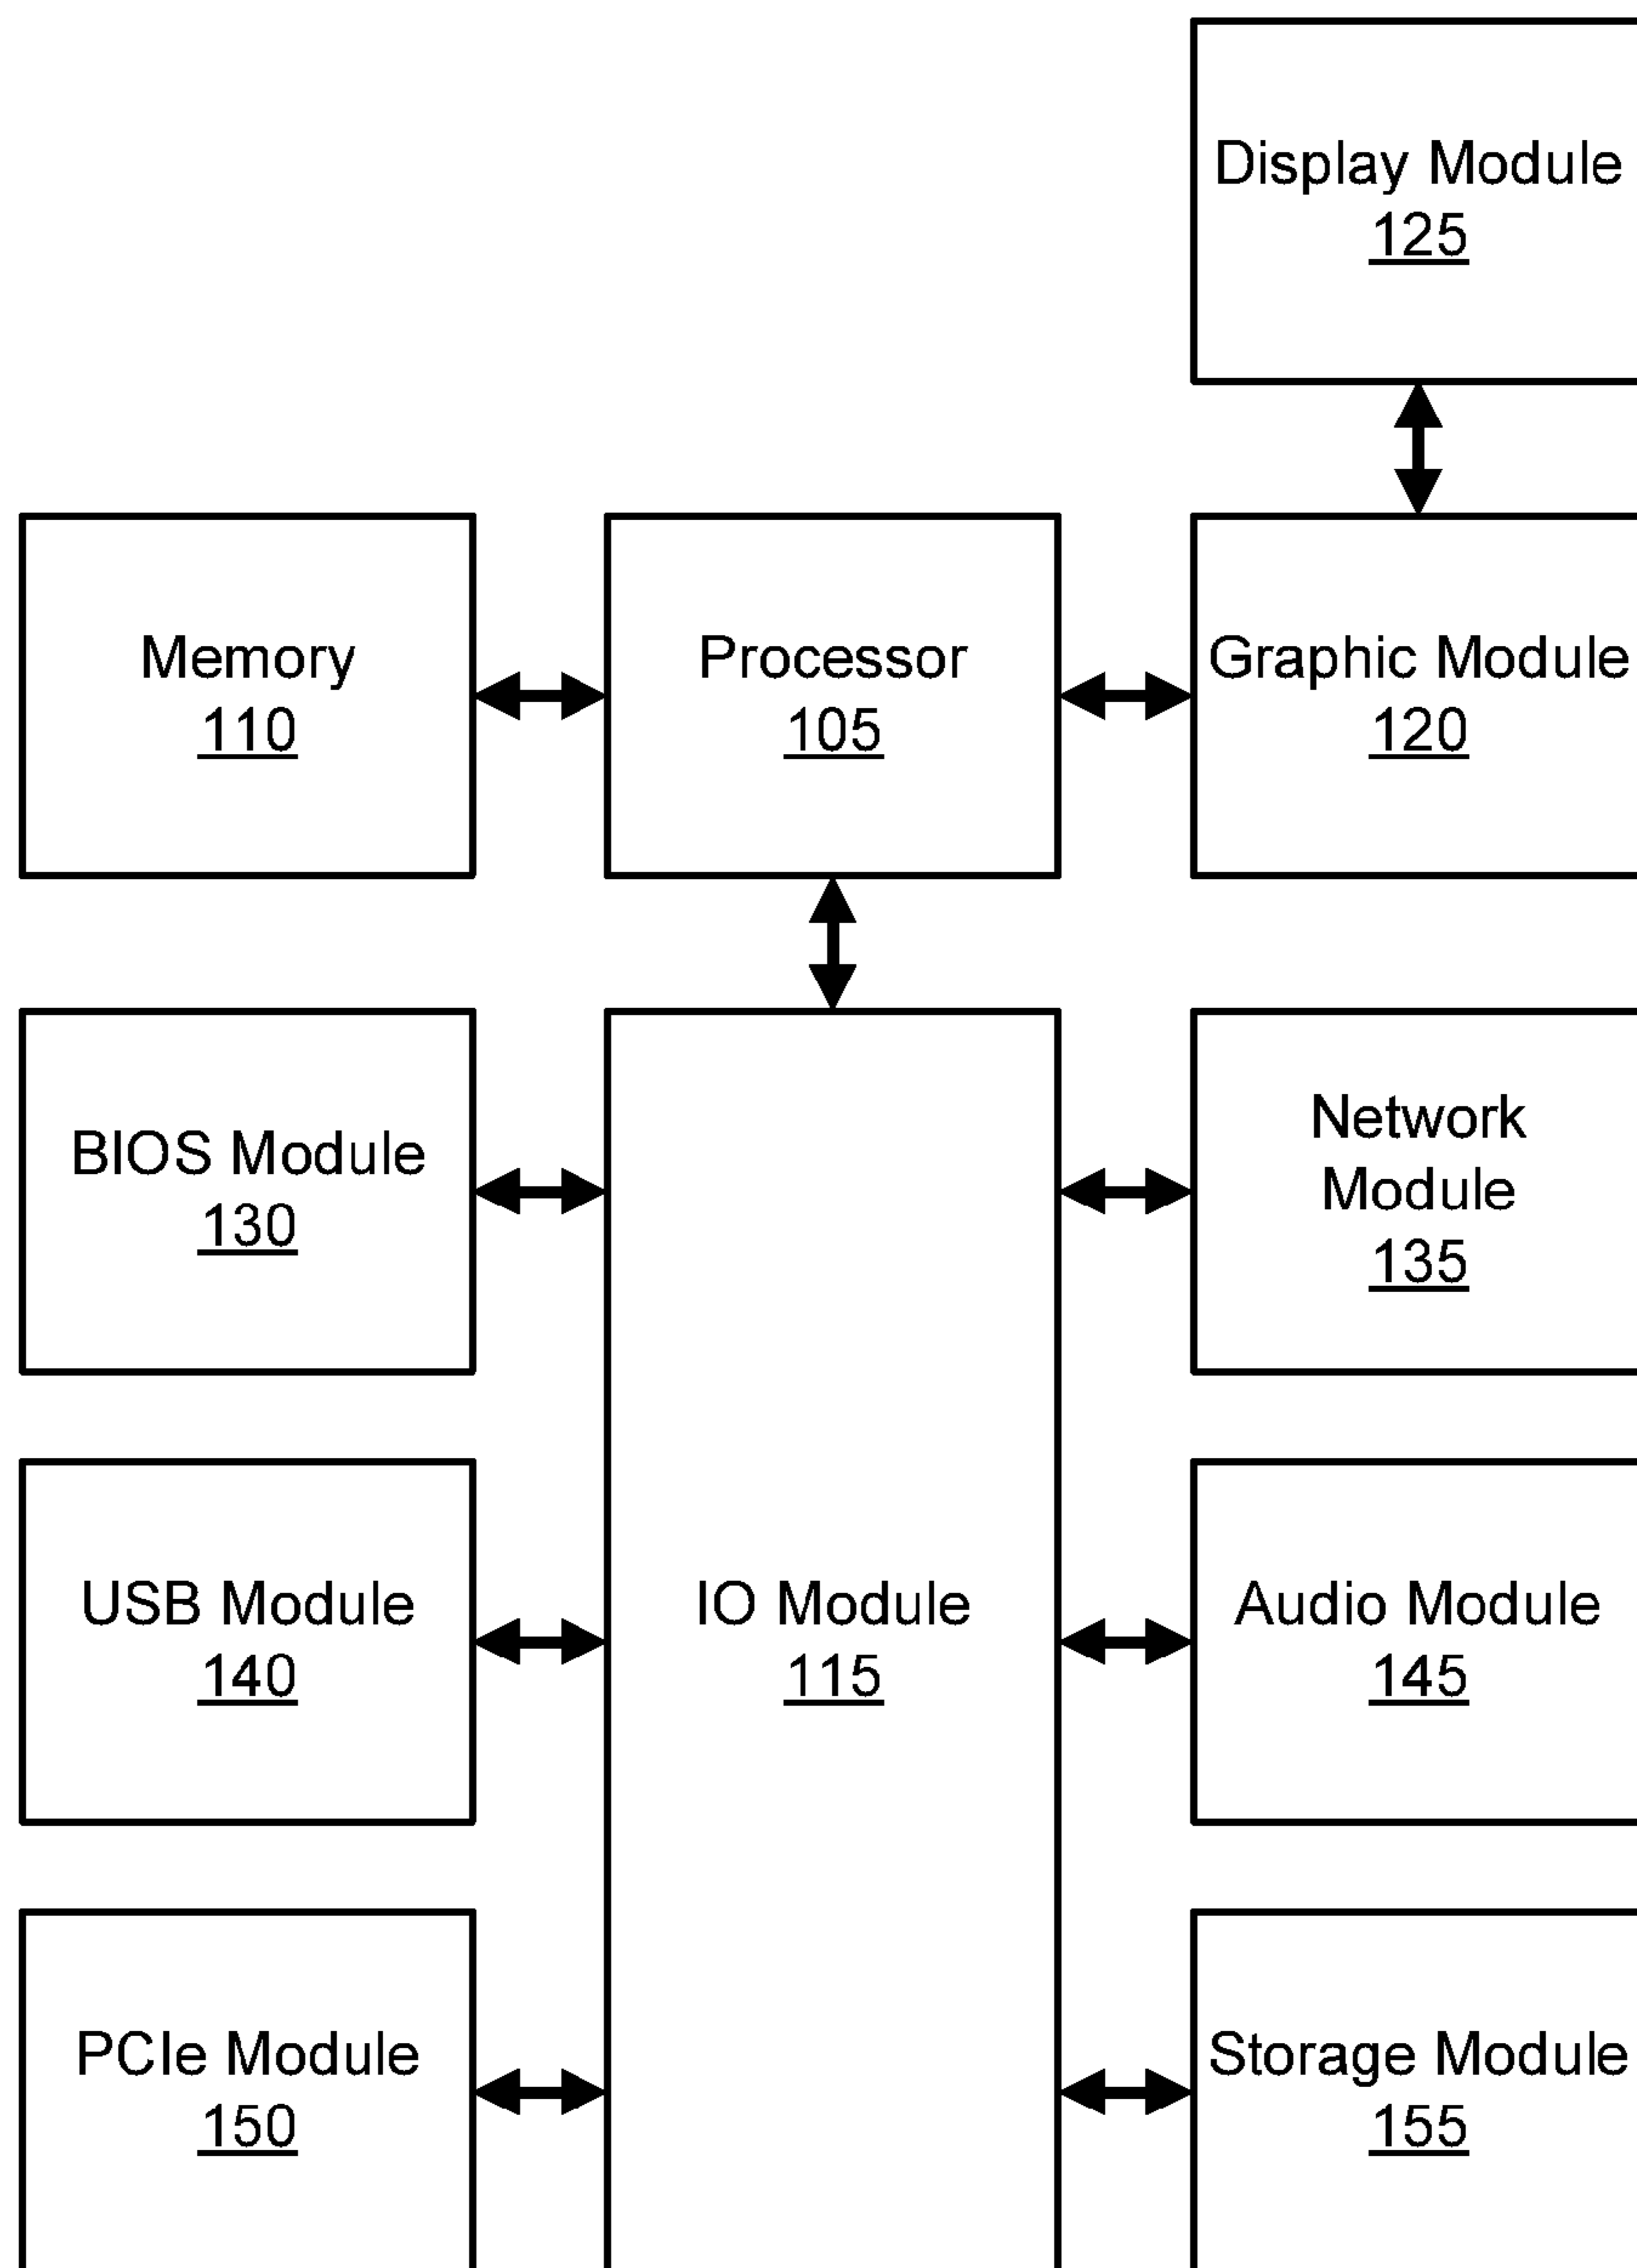 Display Module
125
Memory
110
Processor
105
Graphic Module
120
BIOS Module
130
Network
Module
135
USB Module
140
IO Module
115
Audio Module
145
PCIe Module
150
Storage Module
155